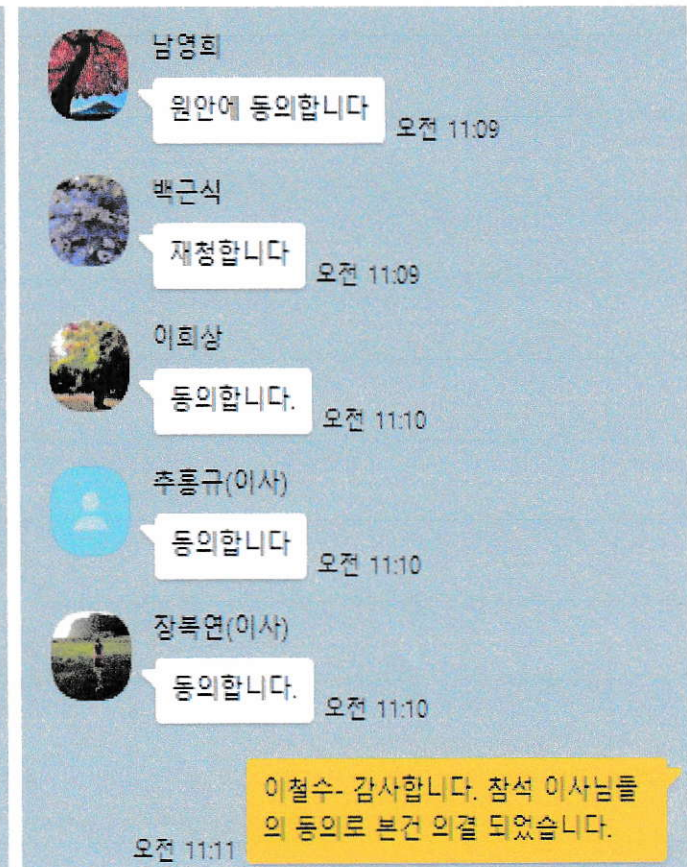 남영희
원안에 동의합니다
오전 11:09
백근식
재청합니다
오전 11:09
이희상
동의합니다.
오전 11:10
추홍규(이사)
동의합니다
오전 11:10
장복연(이사)
동의합니다.
오전 11:10
이철수- 감사합니다. 참석 이사님들
의 동의로 본건 의결 되었습니다.
오전 11:11